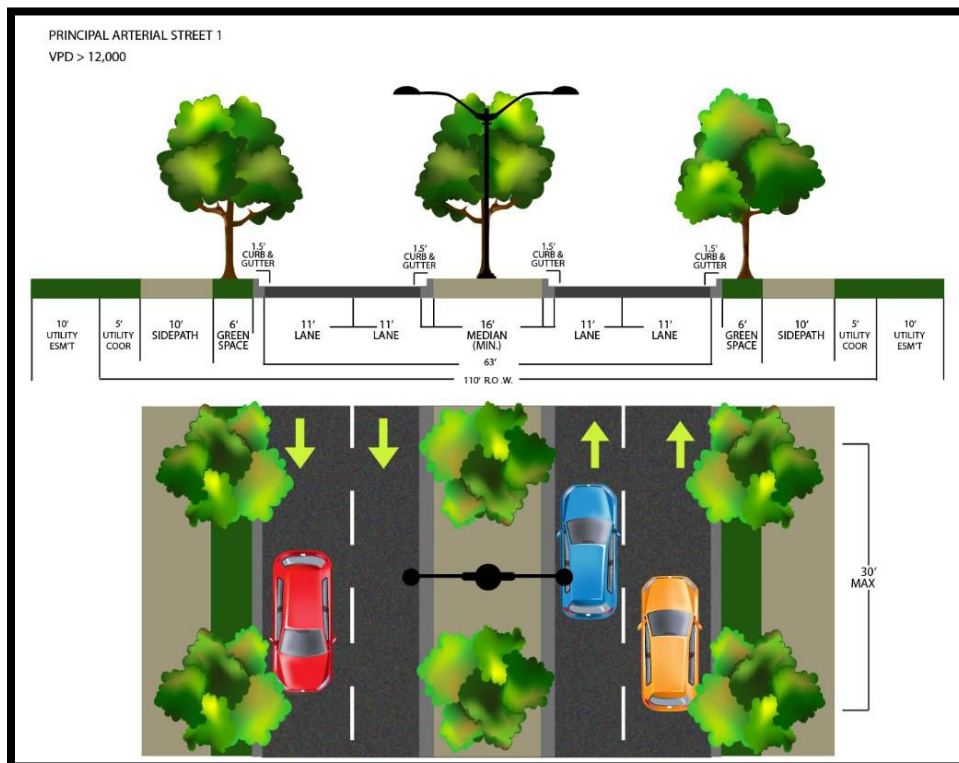 PRINCIPAL ARTERIAL STREET 1
VPD > 12,000
1.5'
CURB &
GUTTER
1.5'
CURB &
GUTTER
1.5'
CURB &
GUTTER
1.5'
CURB &
GUTTER
10'
UTILITY
ESM'T
5'
UTILITY
COOR
10'
SIDEPATH
6'
GREEN
SPACE
11'
LANE
11'
LANE
16'
MEDIAN
(MIN.)
11'
LANE
11'
LANE
6'
GREEN
SPACE
10'
SIDEPATH
5'
UTILITY
COOR
10'
UTILITY
ESM'T
63'
110' R.O .W.
30'
MAX